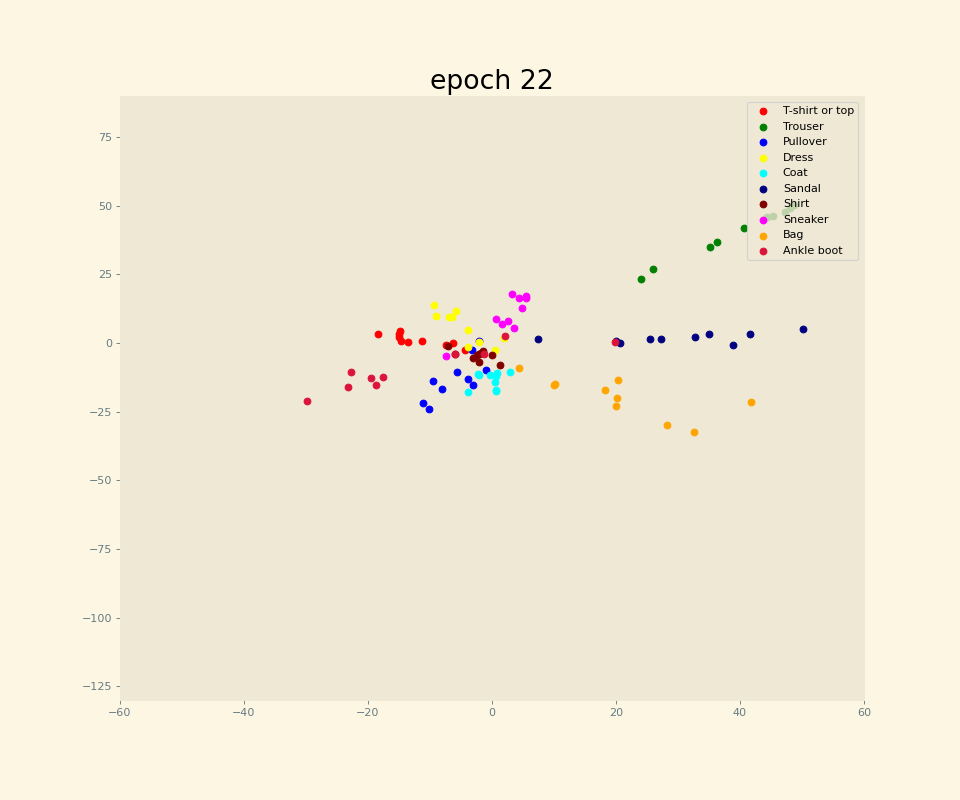 epoch 22
75
50
25
0
−25
−50
−75
−100
−125
−60 −40 −20 0 20 40 60
T-shirt or top
Trouser
Pullover
Dress
Coat
Sandal
Shirt
Sneaker
Bag
Ankle boot